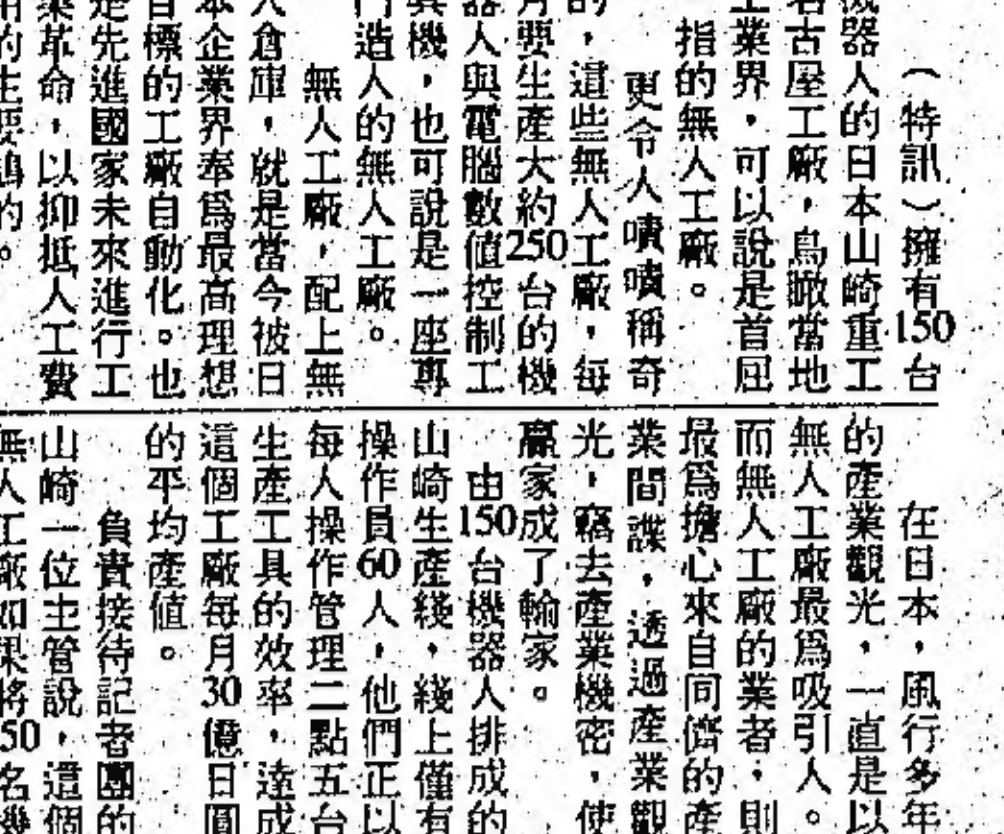 （特訊）擁有150台
機器人的日本山崎重工
名古屋工廠，鳥瞰當地
工業界，可以說是首屈
指的無人工廠。
更令人嘖嘖稱奇
的，這些無人工廠，每
月要生產大約250台的機
器人與電腦數值控制工
具機，也可說是一座專
門造人的無人工廠。
無人工廠，配上無
人倉庫，就是當今被日
本企業界奉為最高理想
目標的工廠自動化。也
是先進國家未來進行工
業革命，以抑抵人工費
用的主要鵠的。
在日本，風行多年
的產業觀光，一直是以
無人工廠最為吸引人。
而無人工廠的業者，則
最為擔心來自同儕的產
業間諜，透過產業觀
光，竊去產業機密，使
贏家成了輸家。
由150台機器人排成的
山崎生產綫，綫上僅有
操作員60人，他們正以
每人操作管理二點五台
生產工具的效率，達成
這個工廠每月30億日圓
的平均產值。
負責接待記者團的
山崎一位主管說，這個
無人工廠如果將50名機